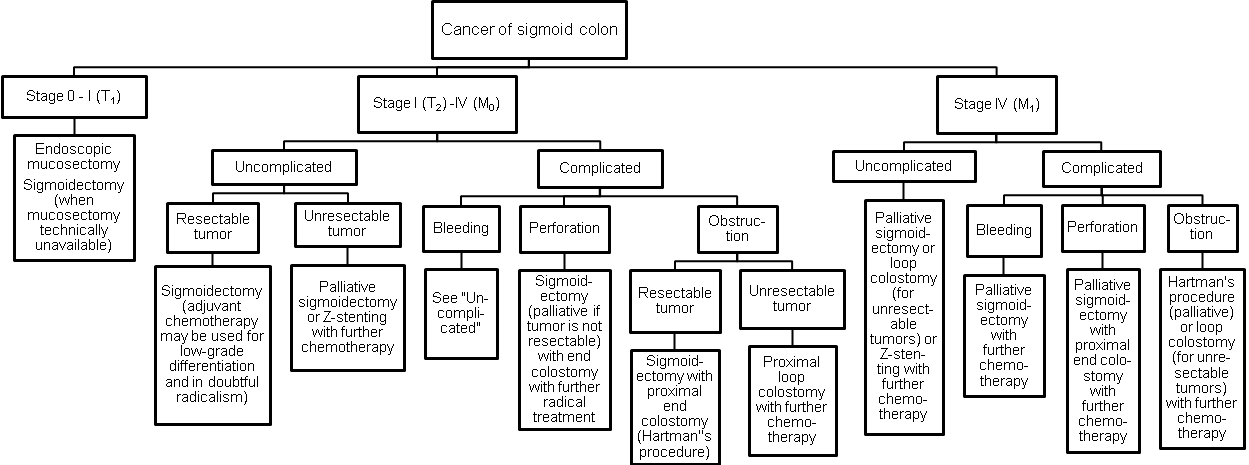 Cancer of sigmoid colon
Stage 0 - I (T₁)
Endoscopic
mucosectomy
Sigmoidectomy
(when
mucosectomy
technically
unavailable)
Stage I (T₂) -IV (M₀)
Uncomplicated
Resectable
tumor
Sigmoidectomy
(adjuvant
chemotherapy
may be used for
low-grade
differentiation
and in doubtful
radicalism)
Unresectable
tumor
Palliative
sigmoidectomy
or Z-stenting
with further
chemotherapy
Complicated
Bleeding
See "Un-
complicated"
Perforation
Sigmoid-
ectomy
(palliative if
tumor is not
resectable)
with end
colostomy
with further
radical
treatment
Obstruc-
tion
Resectable
tumor
Sigmoid-
ectomy with
proximal
end
colostomy
(Hartman"s
procedure)
Unresectable
tumor
Proximal
loop
colostomy
with further
chemo-
therapy
Stage IV (M₁)
Uncomplicated
Palliative
sigmoid-
ectomy or
loop
colostomy
(for
unresect-
able
tumors) or
Z-sten-
ting with
further
chemo-
therapy
Complicated
Bleeding
Palliative
sigmoid-
ectomy with
further
chemo-
therapy
Perforation
Palliative
sigmoid-
ectomy
with
proximal
end colo-
stomy
with
further
chemo-
therapy
Obstruc-
tion
Hartman's
procedure
(palliative) or
loop
colostomy
(for unre-
sectable
tumors) with
further
chemo-
therapy